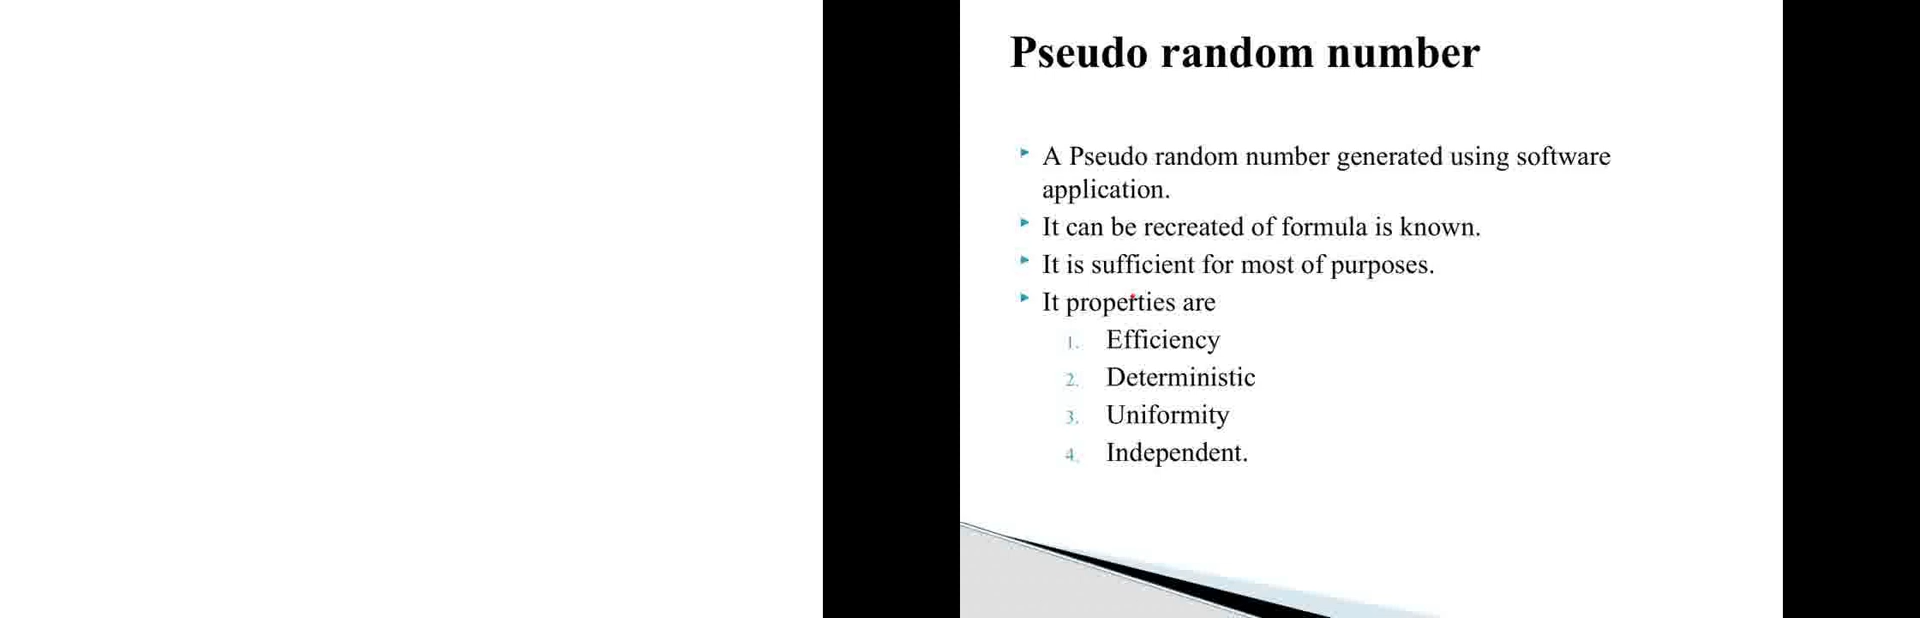 Pseudo random number
A Pseudo random number generated using software
application.
It can be recreated of formula is known.
It is sufficient for most of purposes.
It properties are
1. Efficiency
2. Deterministic
3. Uniformity
4. Independent.